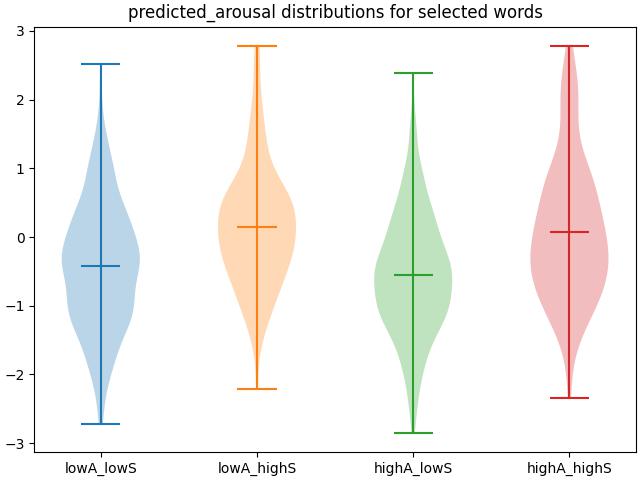 predicted_arousal distributions for selected words
3
2
1
0
−1
−2
−3
lowA_lowS
lowA_highS
highA_lowS
highA_highS